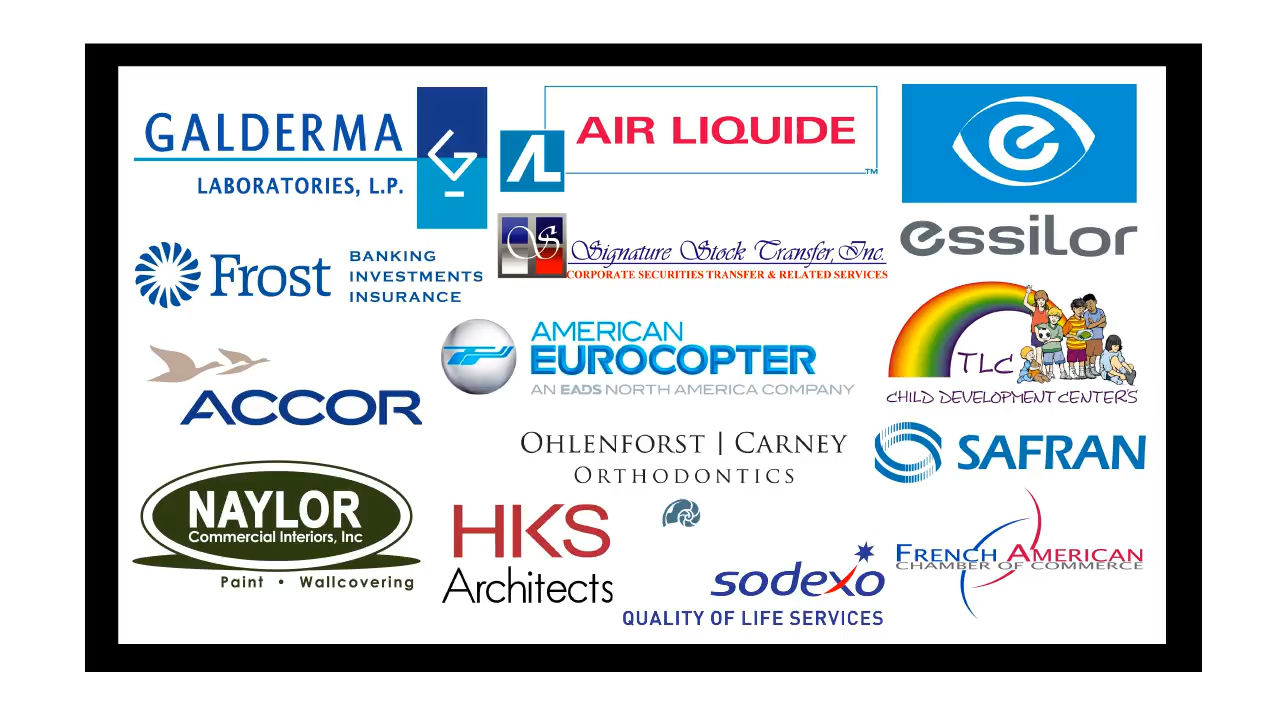 GALDERMA
LABORATORIES, L.P.
G
AL
AIR LIQUIDE
TM
e
essilor
Frost
BANKING
INVESTMENTS
INSURANCE
S
Signature Stock Transfer, Inc.
CORPORATE SECURITIES TRANSFER & RELATED SERVICES
AMERICAN
EUROCOPTER
AN EADS NORTH AMERICA COMPANY
TLC
CHILD DEVELOPMENT CENTERS
ACCOR
OHLENFORST | CARNEY
ORTHODONTICS
SAFRAN
NAYLOR
Commercial Interiors, Inc
Paint • Wallcovering
HKS
Architects
sodexo
QUALITY OF LIFE SERVICES
FRENCH AMERICAN
CHAMBER OF COMMERCE